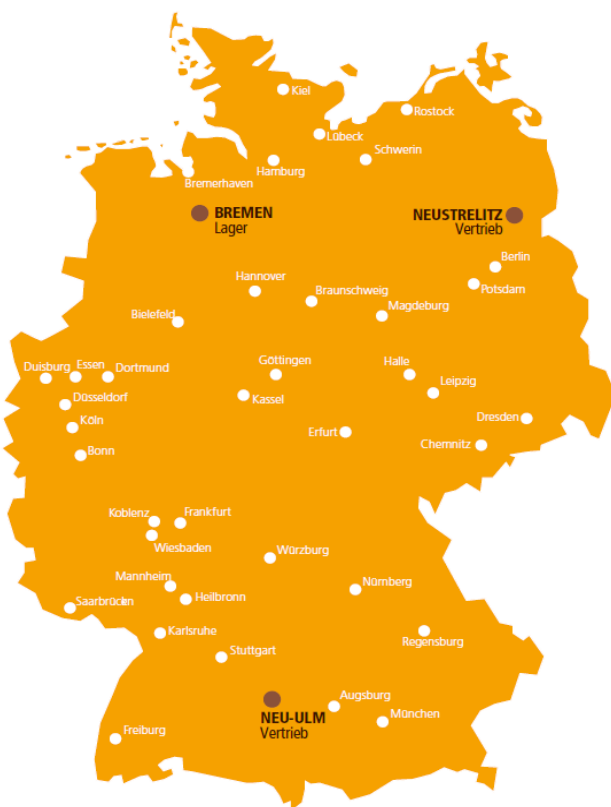 Kiel
Rostock
Lübeck
Schwerin
Hamburg
Bremerhaven
BREMEN
Lager
NEUSTRELITZ
Vertrieb
Berlin
Hannover
Braunschweig
Potsdam
Magdeburg
Bielefeld
Göttingen
Halle
Duisburg
Essen
Dortmund
Leipzig
Düsseldorf
Kassel
Köln
Dresden
Erfurt
Chemnitz
Bonn
Koblenz
Frankfurt
Wiesbaden
Würzburg
Mannheim
Nürnberg
Heilbronn
Saarbrücken
Karlsruhe
Regensburg
Stuttgart
Augsburg
NEU-ULM
Vertrieb
München
Freiburg